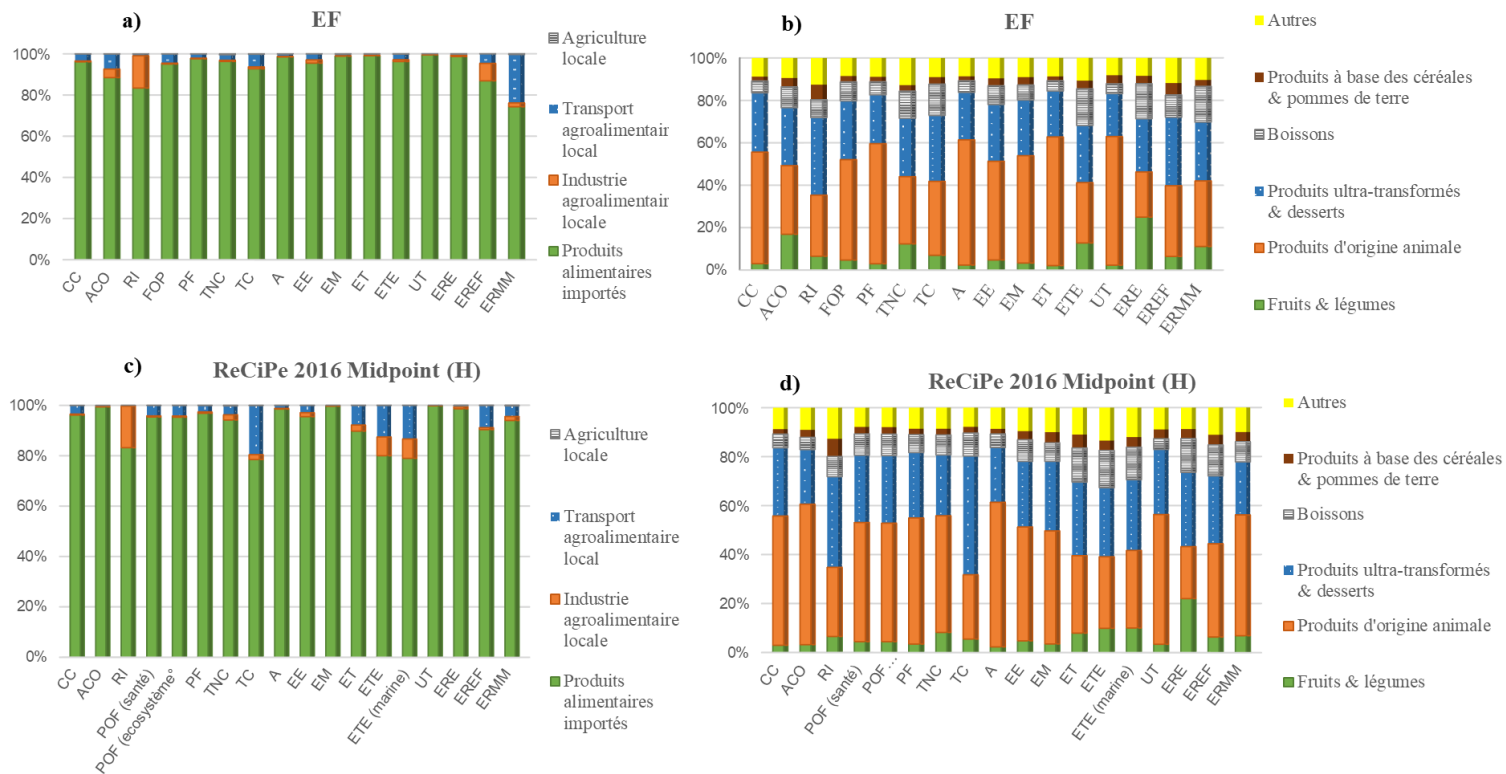 a)
EF
100%
80%
60%
40%
20%
0%
CC
ACO
RI
FOP
PF
TNC
TC
A
EE
EM
ET
ETE
UT
ERE
EREF
ERMM
Agriculture
locale
Transport
agroalimentair
local
Industrie
agroalimentair
locale
Produits
alimentaires
importés
b)
EF
100%
80%
60%
40%
20%
0%
CC
ACO
RI
FOP
PF
TNC
TC
A
EE
EM
ET
ETE
UT
ERE
EREF
ERMM
Autres
Produits à base des céréales
& pommes de terre
Boissons
Produits ultra-transformés
& desserts
Produits d'origine animale
Fruits & légumes
c)
ReCiPe 2016 Midpoint (H)
100%
80%
60%
40%
20%
0%
CC
ACO
RI
POF (santé)
POF (ecosystème°
PF
TNC
TC
A
EE
EM
ET
ETE
ETE (marine)
UT
ERE
EREF
ERMM
Agriculture
locale
Transport
agroalimentaire
local
Industrie
agroalimentaire
locale
Produits
alimentaires
importés
d)
ReCiPe 2016 Midpoint (H)
100%
80%
60%
40%
20%
0%
CC
ACO
RI
POF (santé)
POF…
PF
TNC
TC
A
EE
EM
ET
ETE
ETE (marine)
UT
ERE
EREF
ERMM
Autres
Produits à base des céréales
& pommes de terre
Boissons
Produits ultra-transformés
& desserts
Produits d'origine animale
Fruits & légumes